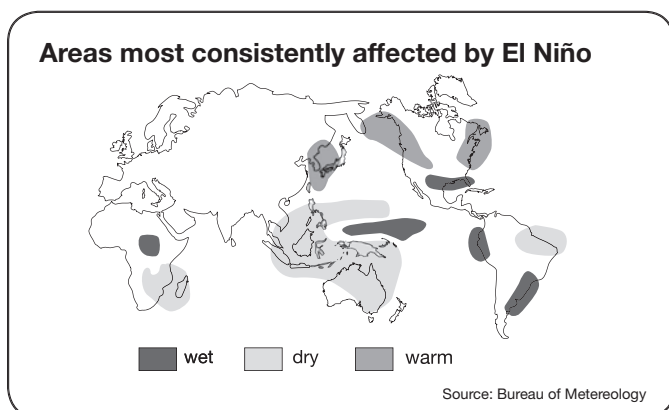 Areas most consistently affected by El Niño
wet dry warm
Source: Bureau of Metereology